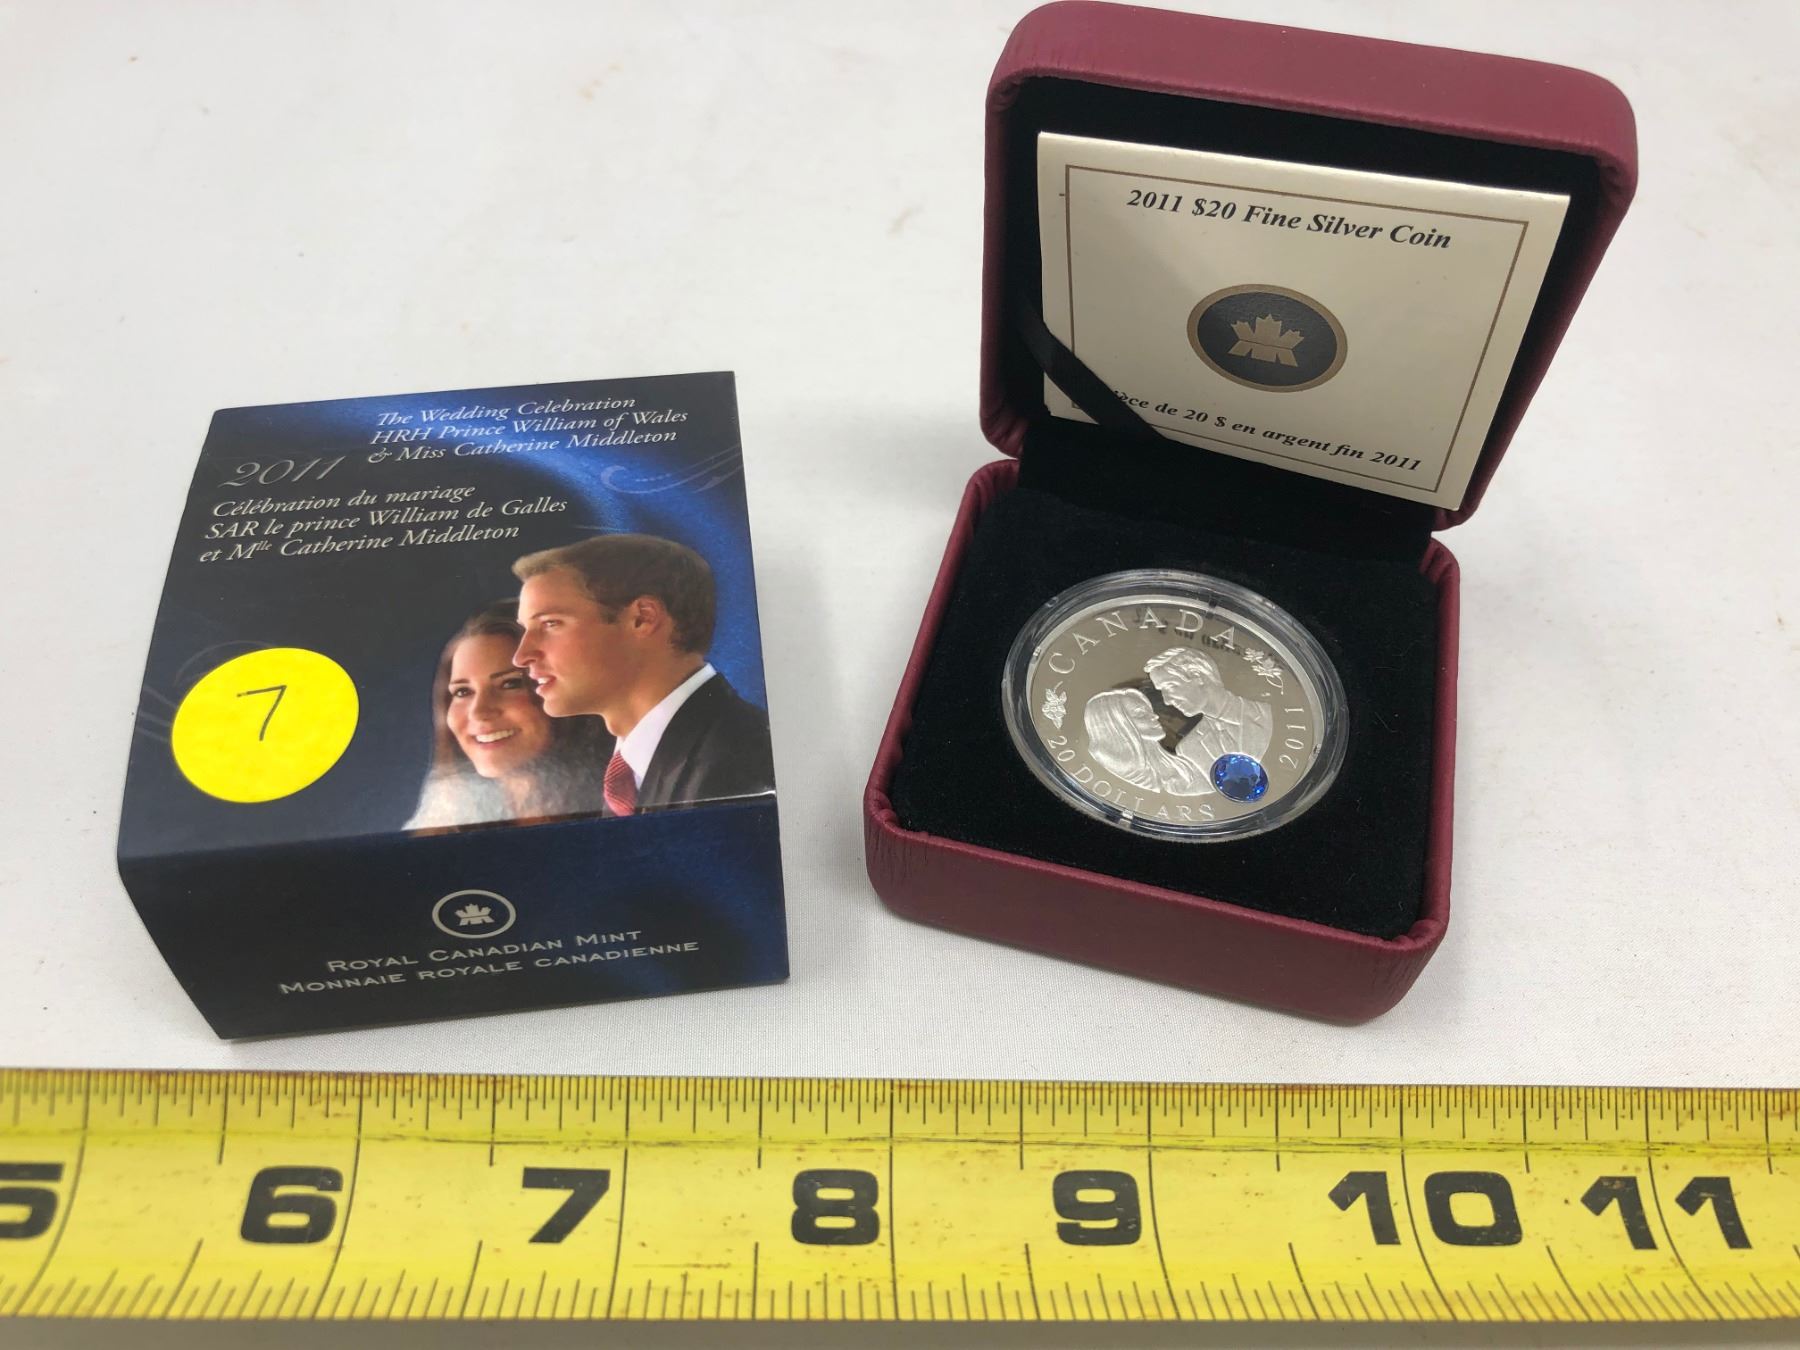 The Wedding Celebration
HRH Prince William of Wales
& Miss Catherine Middleton
2011
Célébration du mariage
SAR le prince William de Galles
et Mlle Catherine Middleton
7
ROYAL CANADIAN MINT
MONNAIE ROYALE CANADIENNE
2011 $20 Fine Silver Coin
de 20 $ en argent fin 2011
CANADA
20 DOLLARS
2011
5 6 7 8 9 10 11